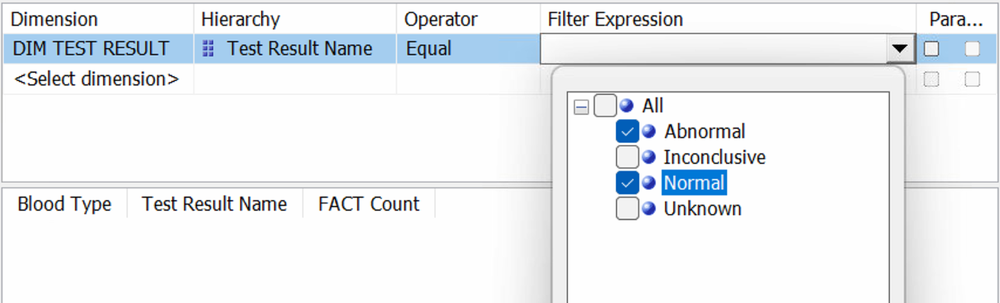 Dimension Hierarchy Operator Filter Expression Para...
DIM TEST RESULT Test Result Name Equal
<Select dimension>
All
Abnormal
Inconclusive
Normal
Unknown
Blood Type Test Result Name FACT Count